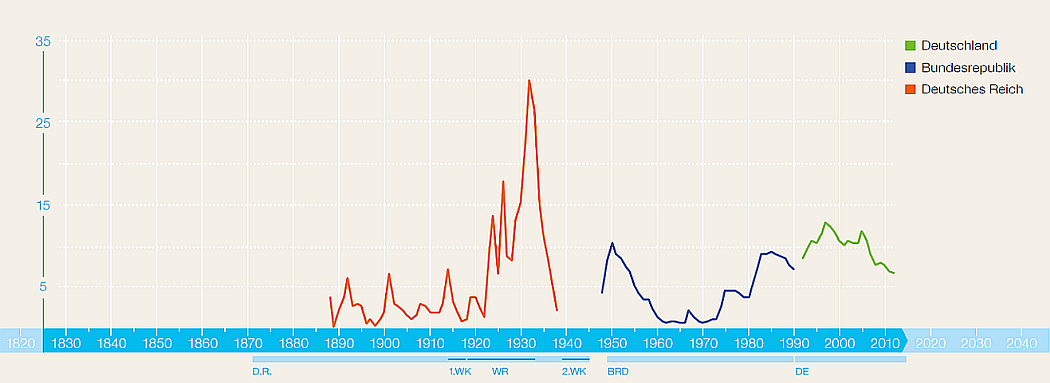 35
25
15
5
Deutschland
Bundesrepublik
Deutsches Reich
1820 1830 1840 1850 1860 1870 1880 1890 1900 1910 1920 1930 1940 1950 1960 1970 1980 1990 2000 2010 2020 2030 2040
D.R. 1.WK WR 2.WK BRD DE